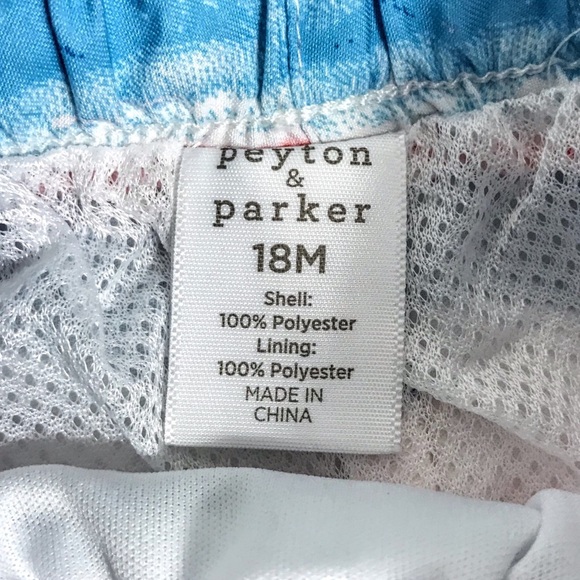 peyton
&
parker
18M
Shell:
100% Polyester
Lining:
100% Polyester
MADE IN
CHINA